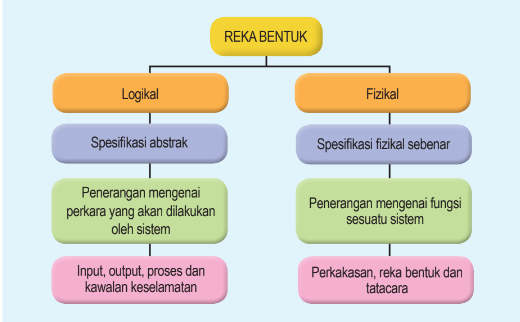 REKA BENTUK
Logikal
Fizikal
Spesifikasi abstrak
Spesifikasi fizikal sebenar
Penerangan mengenai
perkara yang akan dilakukan
oleh sistem
Penerangan mengenai fungsi
sesuatu sistem
Input, output, proses dan
kawalan keselamatan
Perkakasan, reka bentuk dan
tatacara